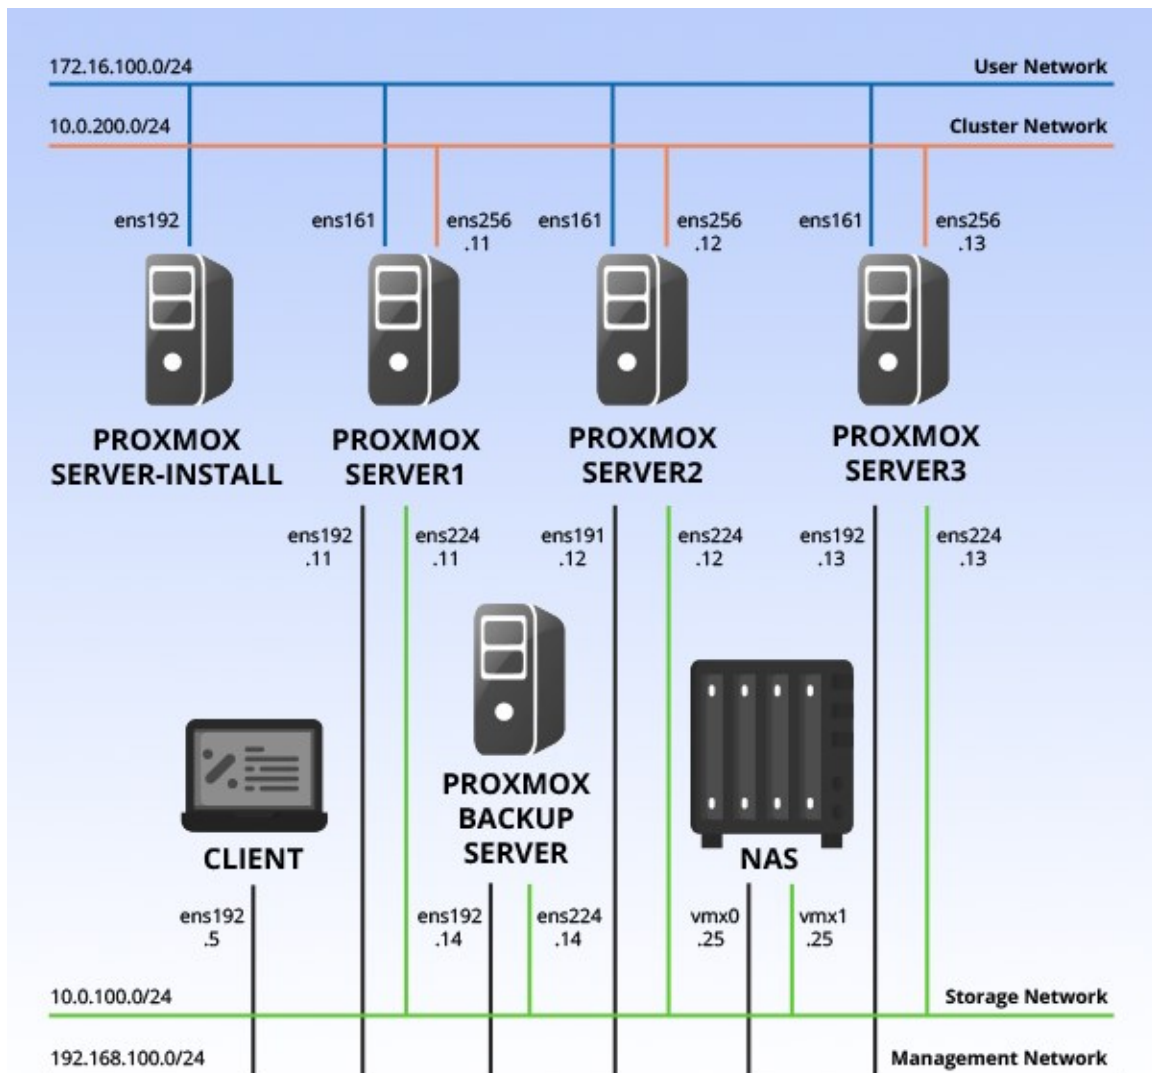 172.16.100.0/24
User Network
10.0.200.0/24
Cluster Network
ens192
ens161
ens256
.11
ens161
ens256
.12
ens161
ens256
.13
PROXMOX
SERVER-INSTALL
PROXMOX
SERVER1
PROXMOX
SERVER2
PROXMOX
SERVER3
ens192
.11
ens224
.11
ens191
.12
ens224
.12
ens192
.13
ens224
.13
PROXMOX
BACKUP
SERVER
CLIENT
NAS
ens192
.5
ens192
.14
ens224
.14
vmx0
.25
vmx1
.25
10.0.100.0/24
Storage Network
192.168.100.0/24
Management Network